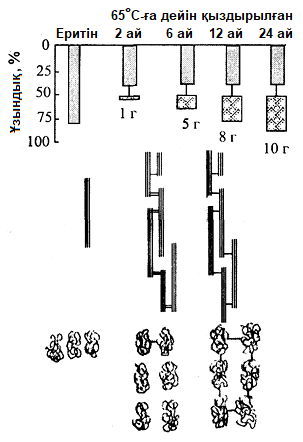 65°С-ға дейін қыздырылған
Еритін 2 ай 6 ай 12 ай 24 ай
Ұзындық, %
0
25
50
75
100
1 г
5 г
8 г
10 г